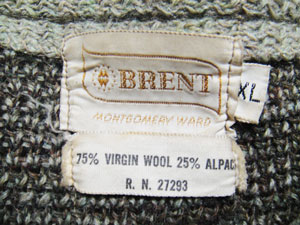 BRENT
XL
MONTGOMERY WARD
75% VIRGIN WOOL 25% ALPAC
R. N. 27293